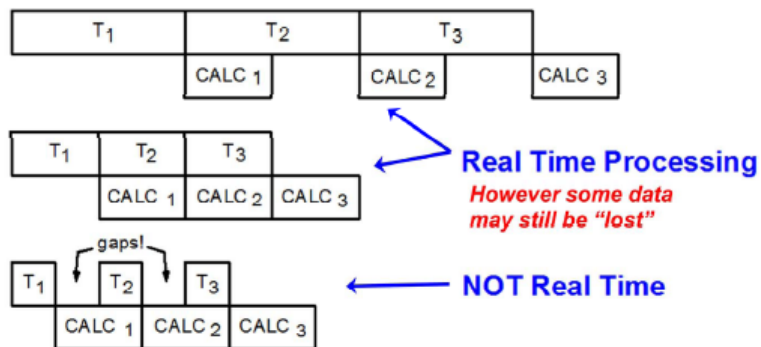 T1 T2 T3
CALC 1 CALC 2 CALC 3
T1 T2 T3
Real Time Processing
CALC 1 CALC 2 CALC 3
However some data
may still be "lost"
gaps!
T1 T2 T3
NOT Real Time
CALC 1 CALC 2 CALC 3